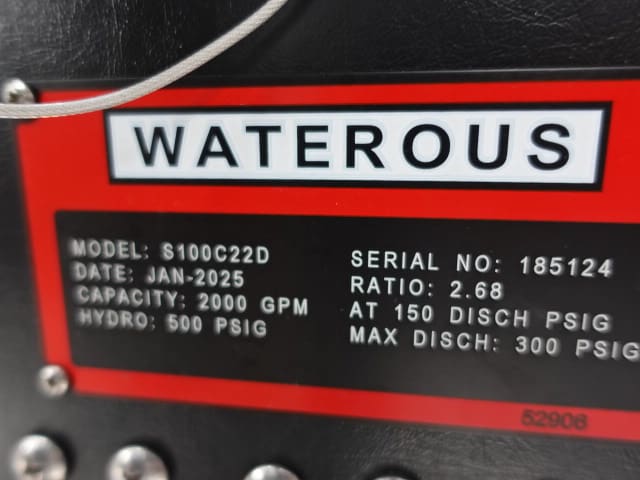 WATEROUS
MODEL: S100C22D
DATE: JAN-2025
CAPACITY: 2000 GPM
HYDRO: 500 PSIG
SERIAL NO: 185124
RATIO: 2.68
AT 150 DISCH PSIG
MAX DISCH: 300 PSIG
52906